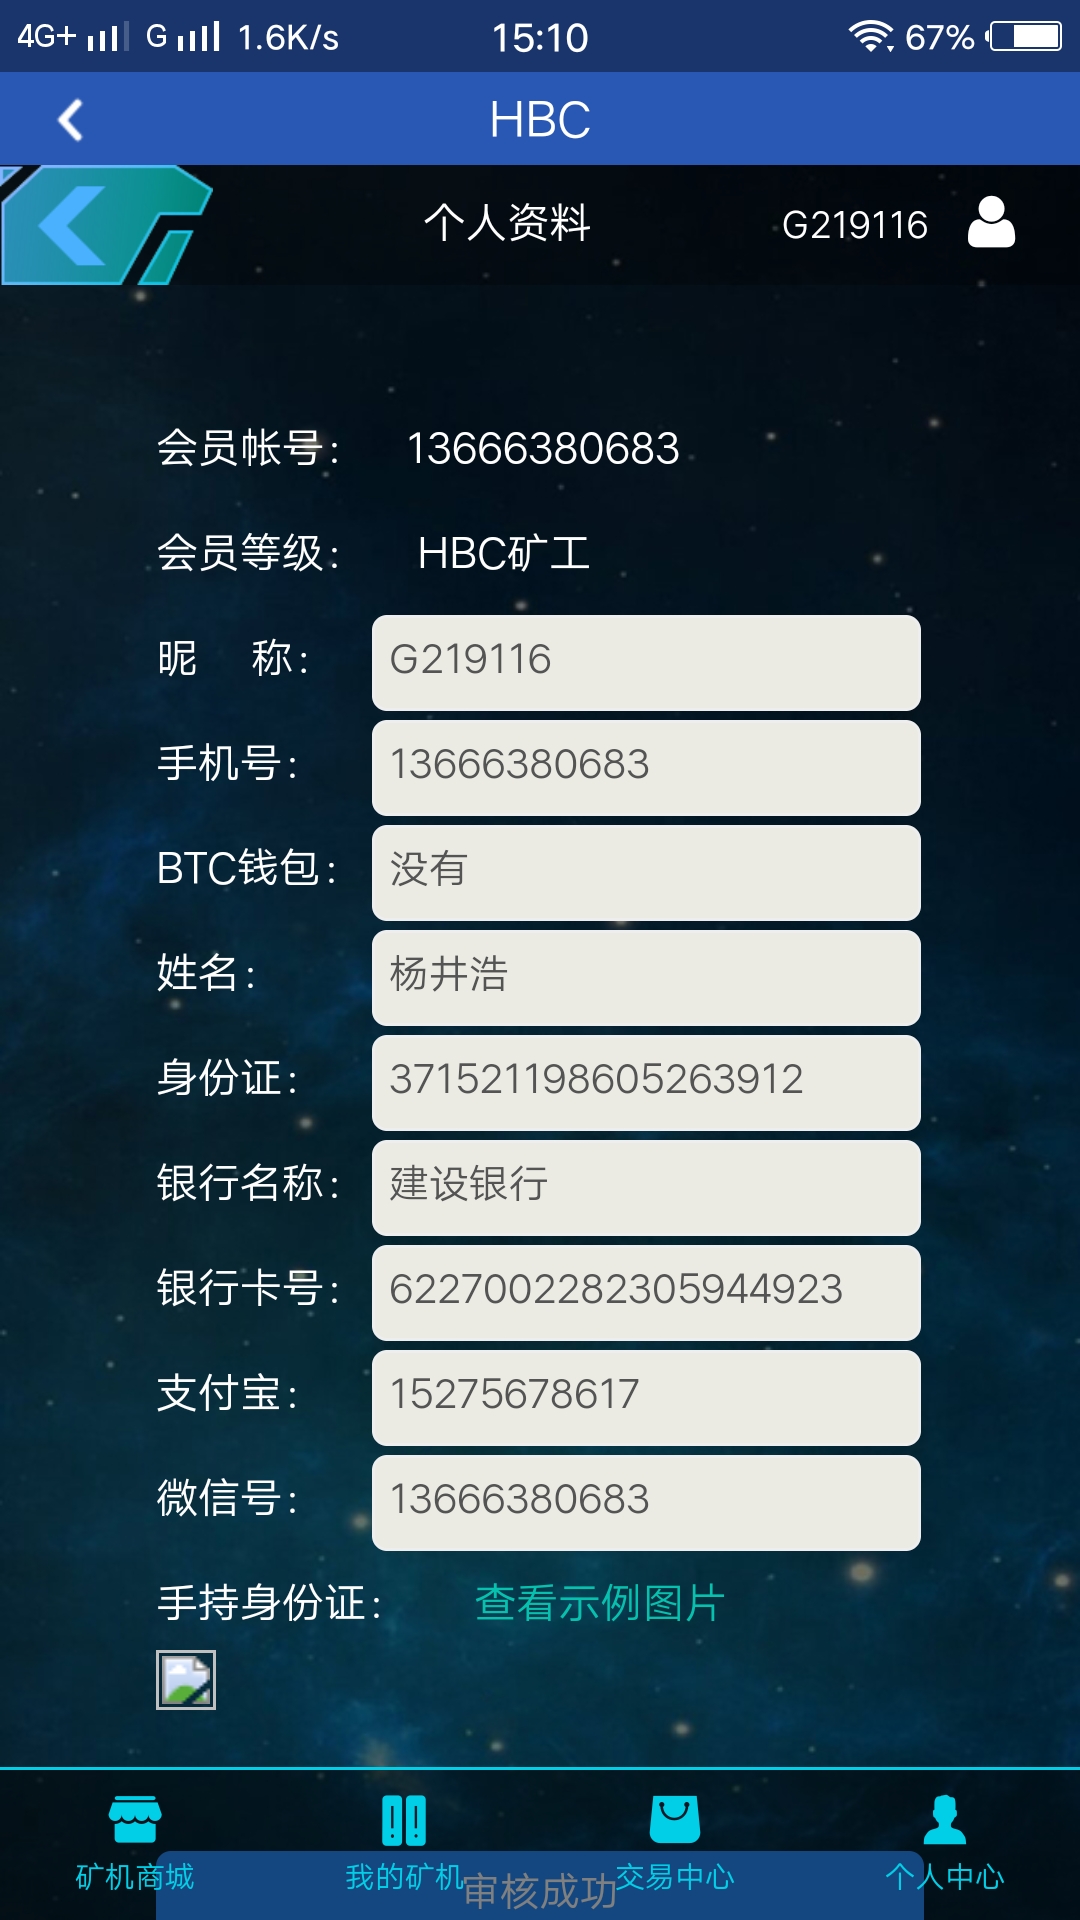 4G+ G 1.6K/s 15:10 67%
HBC
个人资料 G219116
会员帐号: 13666380683
会员等级: HBC矿工
昵 称: G219116
手机号: 13666380683
BTC钱包: 没有
姓名: 杨井浩
身份证: 371521198605263912
银行名称: 建设银行
银行卡号: 6227002282305944923
支付宝: 15275678617
微信号: 13666380683
手持身份证: 查看示例图片
矿机商城 我的矿机 交易中心 个人中心
审核成功